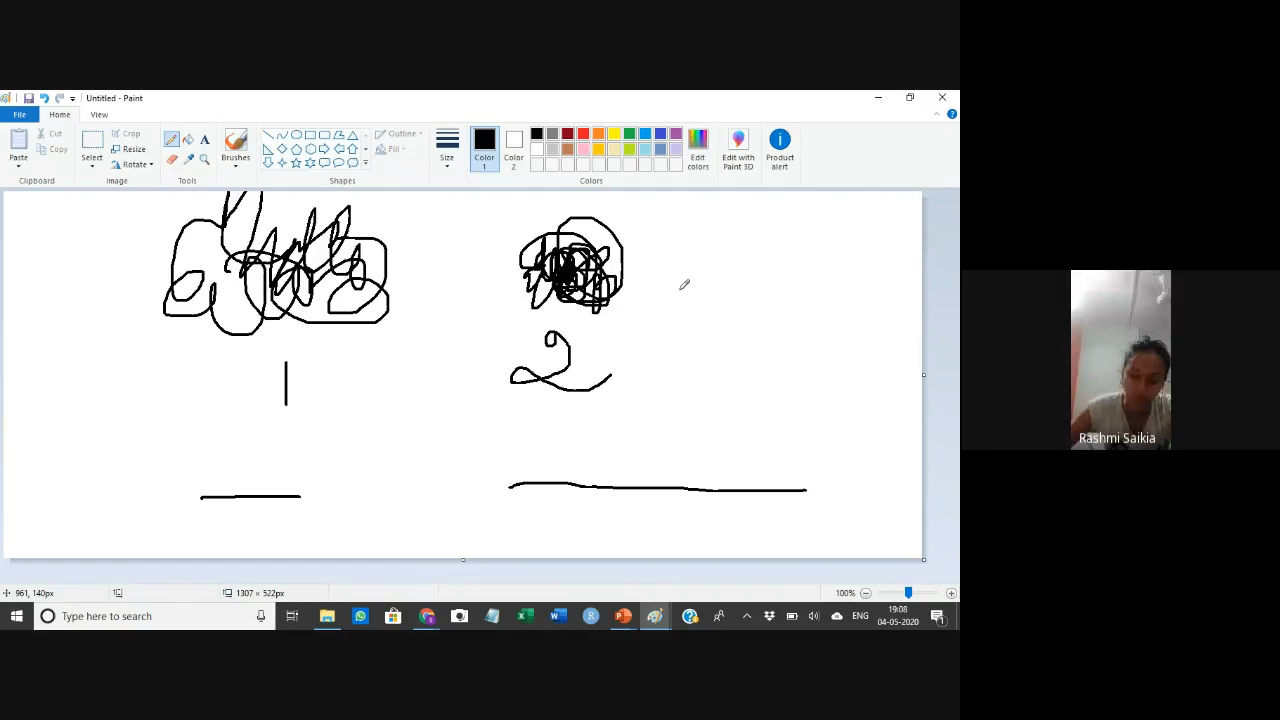 Untitled - Paint
File Home View
Cut
Copy
Paste
Clipboard
Select
Crop
Resize
Rotate
Image
Tools
Brushes
Shapes
Outline
Fill
Size
Color 1
Color 2
Edit colors
Colors
Edit with Paint 3D
Product alert
1 2
Rashmi Saikia
961, 140px
1307 × 522px
100%
Type here to search
ENG
19:08
04-05-2020